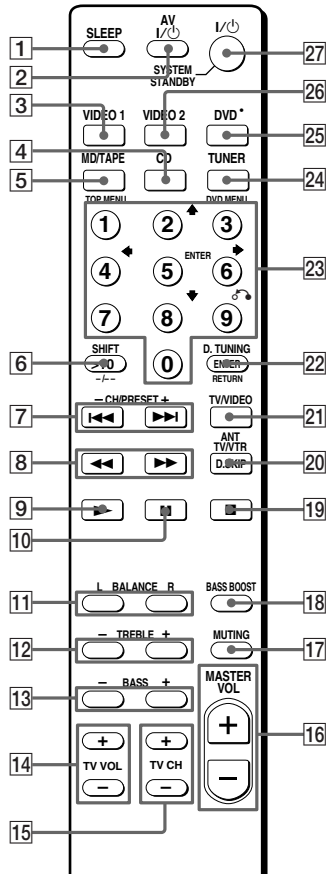 SLEEP
AV
I/⏻
I/⏻
1
27
2
SYSTEM
STANDBY
26
3
VIDEO 1 VIDEO 2 DVD
25
4
MD/TAPE CD TUNER
24
5
TOP MENU DVD MENU
1 2 3
ENTER
4 5 6
23
7 8 9
0
6
SHIFT
>10
-/--
D. TUNING
ENTER
RETURN
22
7
− CH/PRESET +
TV/VIDEO
21
8
ANT
TV/VTR
D.SKIP
20
9
10
19
11
L BALANCE R
BASS BOOST
18
12
− TREBLE +
MUTING
17
13
− BASS +
MASTER
VOL
+
−
16
14
+
TV VOL
−
+
TV CH
−
15